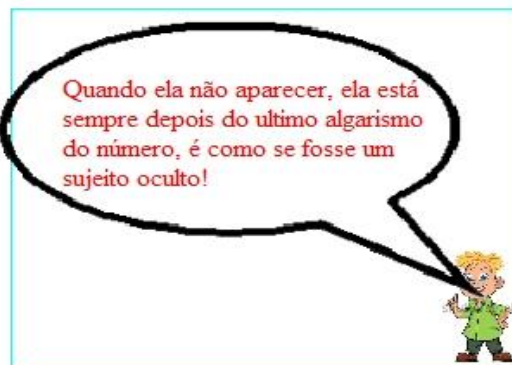 Quando ela não aparecer, ela está
sempre depois do ultimo algarismo
do número, é como se fosse um
sujeito oculto!